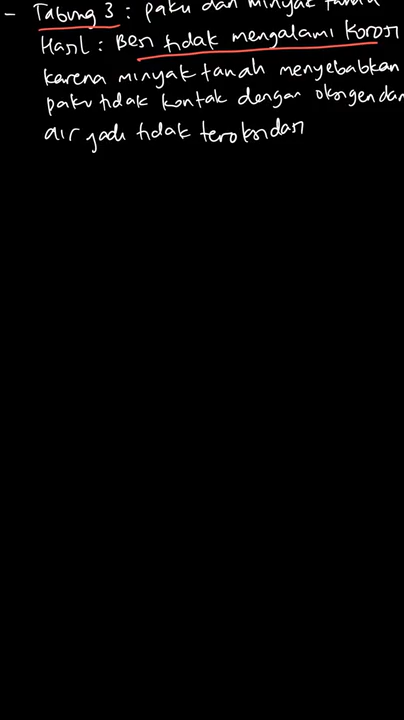 - Tabung 3 : paku dan minyak tanah
Hasil : Besi tidak mengalami korosi
karena minyak tanah menyebabkan
paku tidak kontak dengan oksigen dan
air jadi tidak teroksidasi